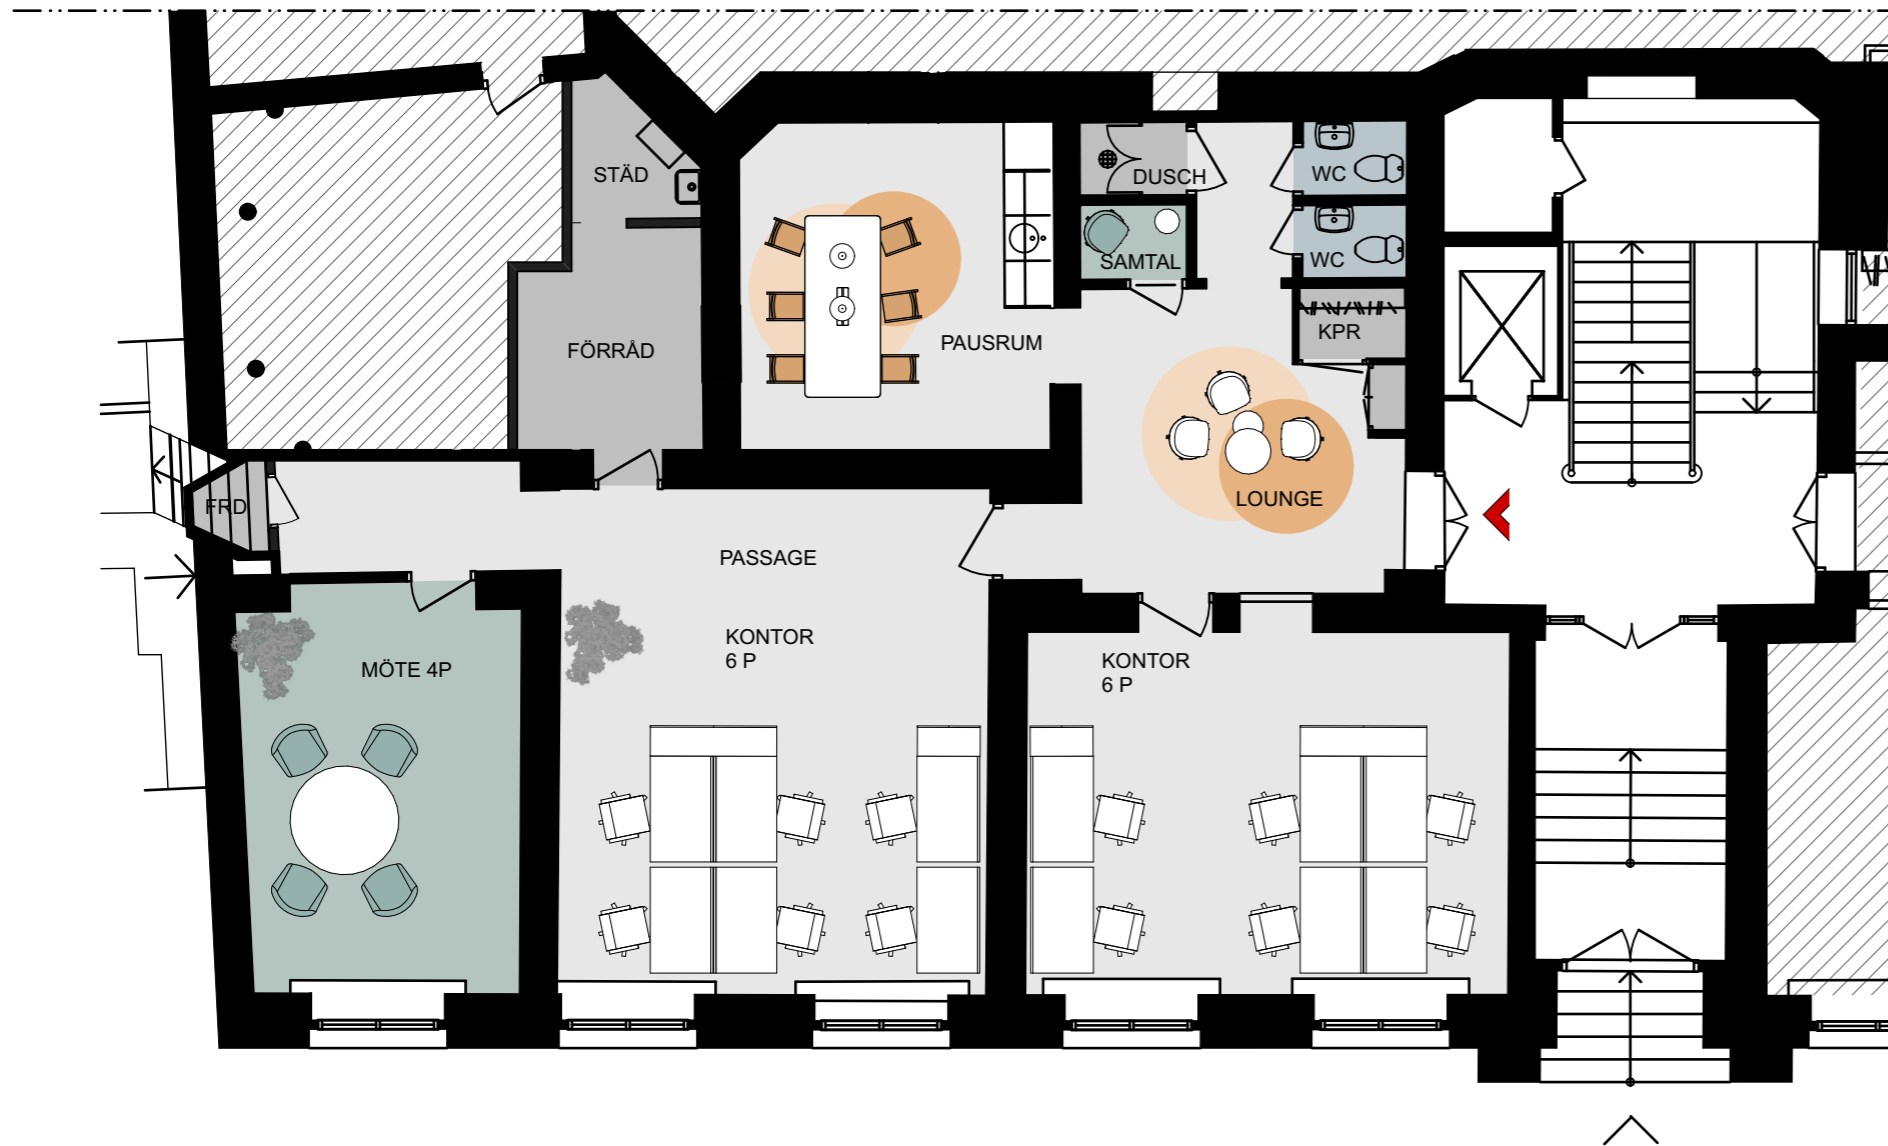 STÄD
DUSCH
WC
SAMTAL
WC
KPR
PAUSRUM
FÖRRÅD
LOUNGE
FRD
PASSAGE
KONTOR
6 P
MÖTE 4P
KONTOR
6 P